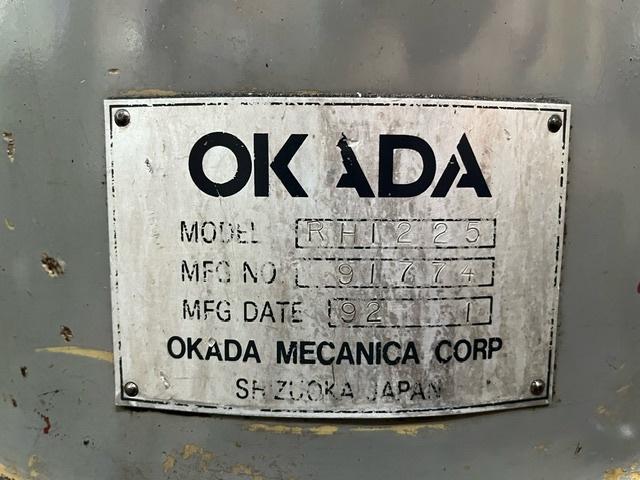 OKADA
MODEL RH1225
MFG NO 91774
MFG DATE 92 1
OKADA MECANICA CORP
SHIZUOKA JAPAN